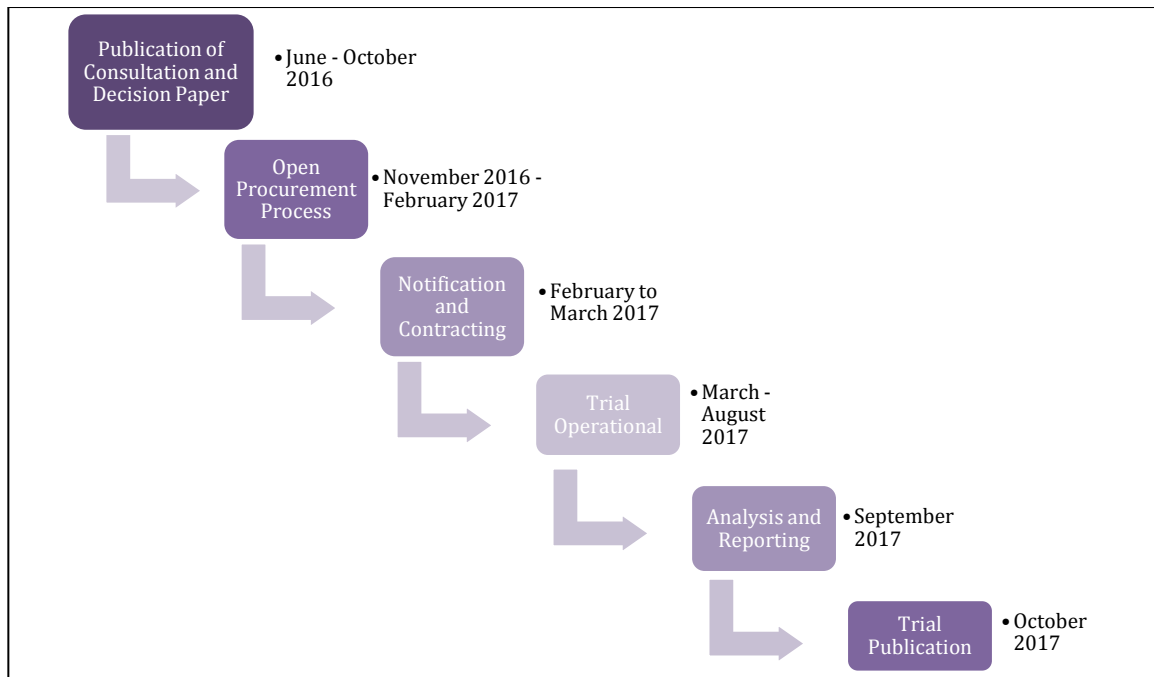 Publication of
Consultation and
Decision Paper
• June - October
2016
Open
Procurement
Process
• November 2016 -
February 2017
Notification
and
Contracting
• February to
March 2017
Trial
Operational
• March -
August
2017
Analysis and
Reporting
• September
2017
Trial
Publication
• October
2017